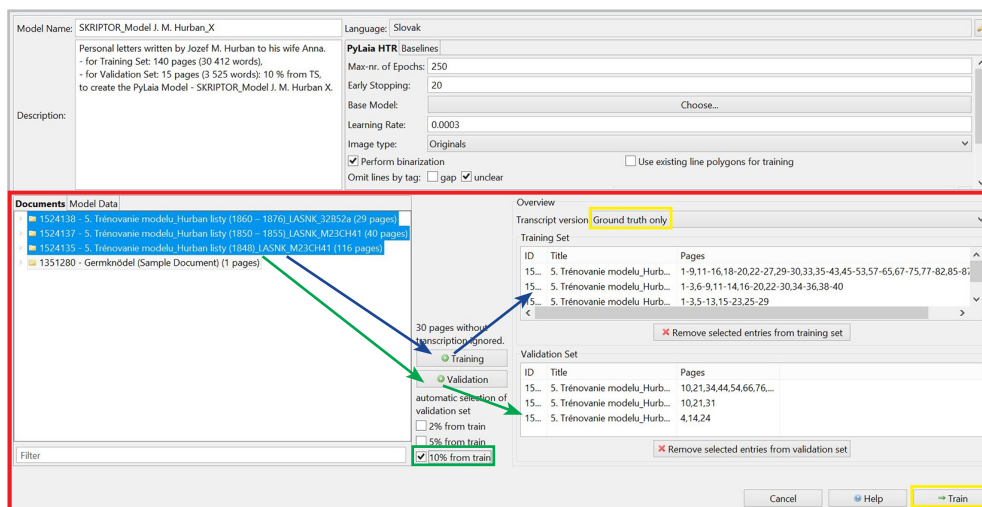 Model Name: SKRIPTOR_Model J. M. Hurban_X
Description:
Personal letters written by Jozef M. Hurban to his wife Anna.
- for Training Set: 140 pages (30 412 words),
- for Validation Set: 15 pages (3 525 words): 10 % from TS,
to create the PyLaia Model - SKRIPTOR_Model J. M. Hurban X.
Language: Slovak
PyLaia HTR Baselines
Max-nr. of Epochs: 250
Early Stopping: 20
Base Model: Choose...
Learning Rate: 0.0003
Image type: Originals
Perform binarization Use existing line polygons for training
Omit lines by tag: gap unclear
Documents Model Data
1524138 - 5. Trénovanie modelu_Hurban listy (1860 – 1876)_LASNK_32B52a (29 pages)
1524137 - 5. Trénovanie modelu_Hurban listy (1850 – 1855)_LASNK_M23CH41 (40 pages)
1524135 - 5. Trénovanie modelu_Hurban listy (1848)_LASNK_M23CH41 (116 pages)
1351280 - Germknödel (Sample Document) (1 pages)
Filter
30 pages without
transcription ignored.
Training
Validation
automatic selection of
validation set
2% from train
5% from train
10% from train
Overview
Transcript version Ground truth only
Training Set
ID Title Pages
15... 5. Trénovanie modelu_Hurb... 1-9,11-16,18-20,22-27,29-30,33,35-43,45-53,57-65,67-75,77-82,85-87
15... 5. Trénovanie modelu_Hurb... 1-3,6-9,11-14,16-20,22-30,34-36,38-40
15... 5. Trénovanie modelu_Hurb... 1-3,5-13,15-23,25-29
Remove selected entries from training set
Validation Set
ID Title Pages
15... 5. Trénovanie modelu_Hurb... 10,21,34,44,54,66,76,...
15... 5. Trénovanie modelu_Hurb... 10,21,31
15... 5. Trénovanie modelu_Hurb... 4,14,24
Remove selected entries from validation set
Cancel Help Train